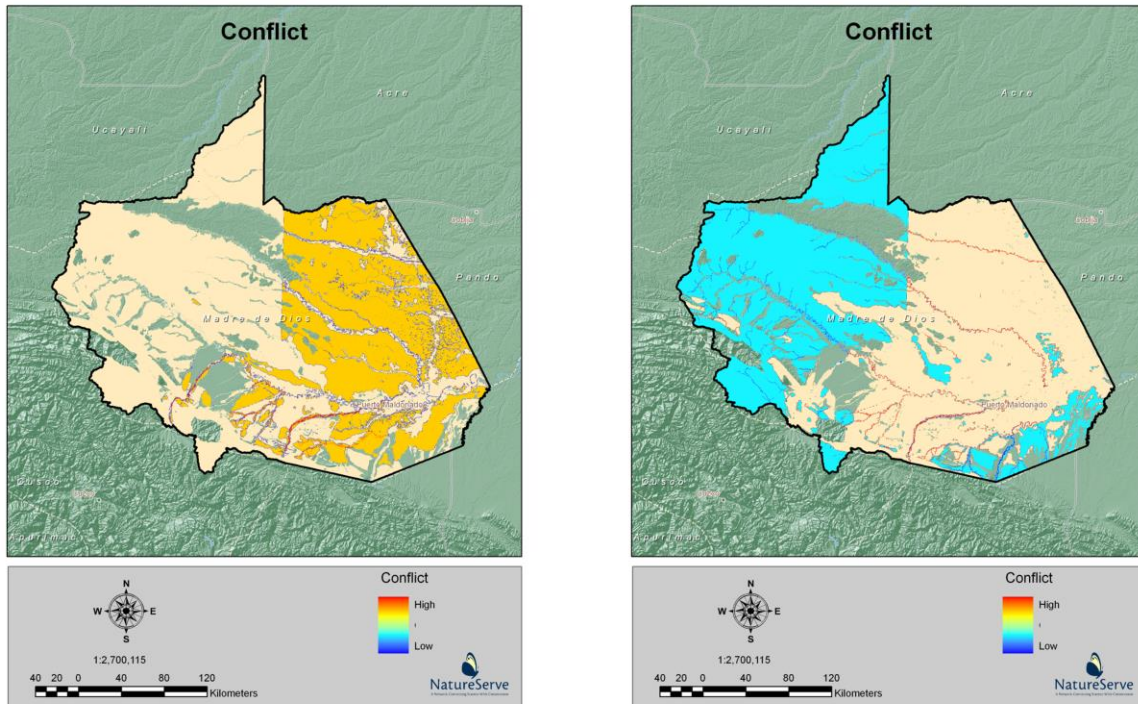 Conflict
Acre
Ucayali
Cobija
Pando
Madre de Dios
Puerto Maldonado
Cusco
Apurimac
Conflict
High
Low
N
W E
S
1:2,700,115
40 20 0 40 80 120
Kilometers
NatureServe
Conflict
Acre
Ucayali
Cobija
Pando
Madre de Dios
Puerto Maldonado
Cusco
Apurimac
Conflict
High
Low
N
W E
S
1:2,700,115
40 20 0 40 80 120
Kilometers
NatureServe